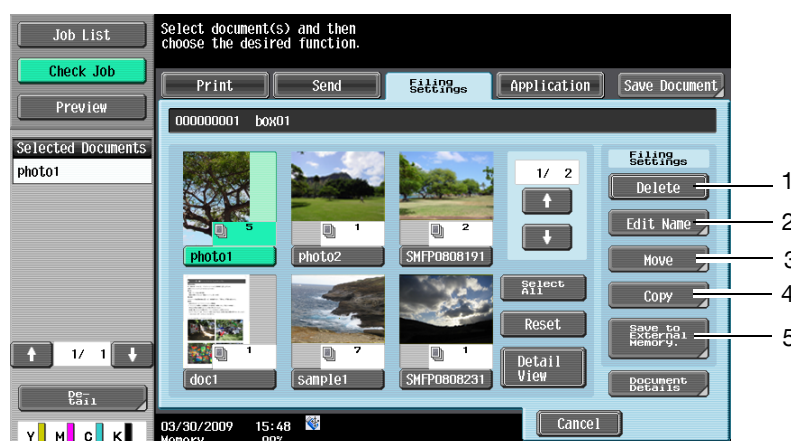 Job List
Check Job
Preview
Selected Documents
photo1
1/ 1
De-
tail
Y M C K
Select document(s) and then
choose the desired function.
Print
Send
Filing
Settings
Application
Save Document
000000001 box01
5
photo1
1
photo2
2
SMFP0808191
1
doc1
7
sample1
1
SMFP0808231
1/ 2
Select
All
Reset
Detail
View
Filing
Settings
Delete
Edit Name
Move
Copy
Save to
External
Memory.
Document
Details
1
2
3
4
5
03/30/2009 15:48
Memory 99%
Cancel